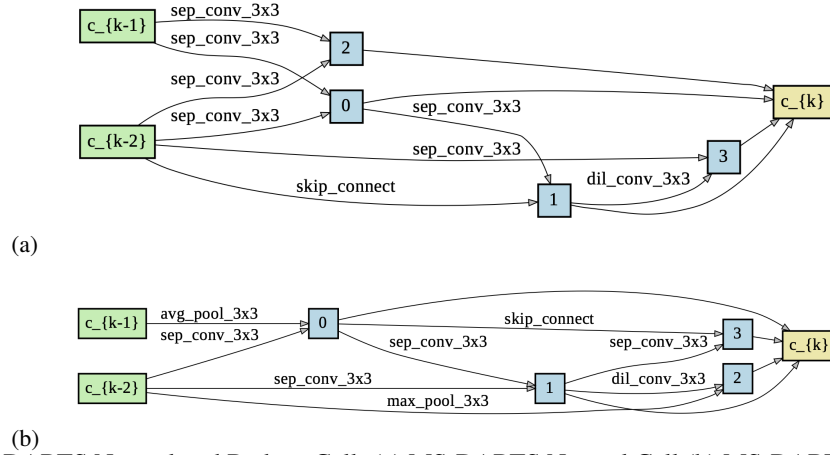 c_{k-1}
sep_conv_3x3
sep_conv_3x3
2
sep_conv_3x3
c_{k}
0
sep_conv_3x3
sep_conv_3x3
c_{k-2}
sep_conv_3x3
3
dil_conv_3x3
skip_connect
1
(a)
c_{k-1}
avg_pool_3x3
0
skip_connect
3
sep_conv_3x3
sep_conv_3x3
sep_conv_3x3
c_{k}
c_{k-2}
sep_conv_3x3
1
dil_conv_3x3
2
max_pool_3x3
(b)